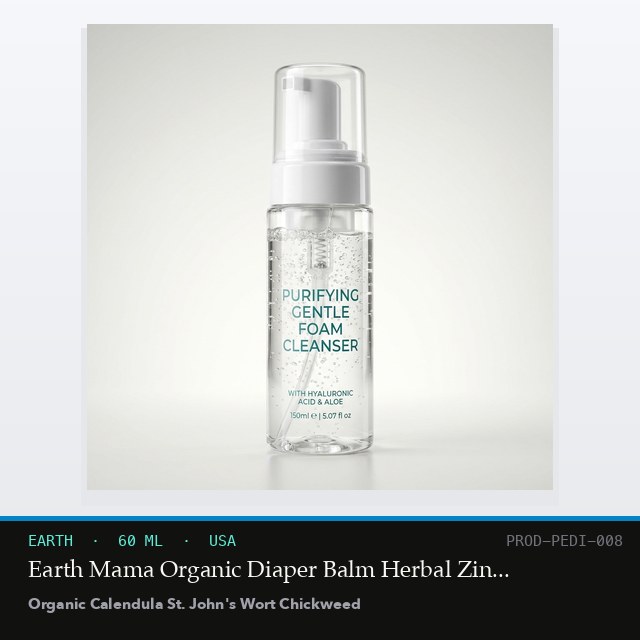 PURIFYING
GENTLE
FOAM
CLEANSER
WITH HYALURONIC
ACID & ALOE
150ml ℮ | 5.07 fl oz
EARTH · 60 ML · USA
PROD-PEDI-008
Earth Mama Organic Diaper Balm Herbal Zin...
Organic Calendula St. John's Wort Chickweed